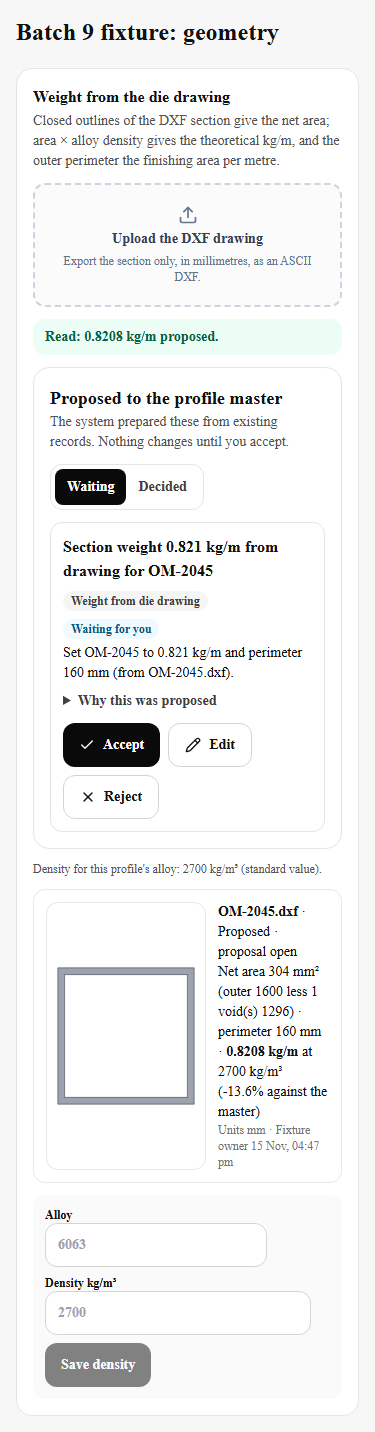 Batch 9 fixture: geometry
Weight from the die drawing
Closed outlines of the DXF section give the net area;
area × alloy density gives the theoretical kg/m, and the
outer perimeter the finishing area per metre.
Upload the DXF drawing
Export the section only, in millimetres, as an ASCII
DXF.
Read: 0.8208 kg/m proposed.
Proposed to the profile master
The system prepared these from existing
records. Nothing changes until you accept.
Waiting Decided
Section weight 0.821 kg/m from
drawing for OM-2045
Weight from die drawing
Waiting for you
Set OM-2045 to 0.821 kg/m and perimeter
160 mm (from OM-2045.dxf).
Why this was proposed
Accept Edit
Reject
Density for this profile's alloy: 2700 kg/m³ (standard value).
OM-2045.dxf ·
Proposed ·
proposal open
Net area 304 mm²
(outer 1600 less 1
void(s) 1296) ·
perimeter 160 mm
· 0.8208 kg/m at
2700 kg/m³
(-13.6% against the
master)
Units mm · Fixture
owner 15 Nov, 04:47
pm
Alloy
6063
Density kg/m³
2700
Save density